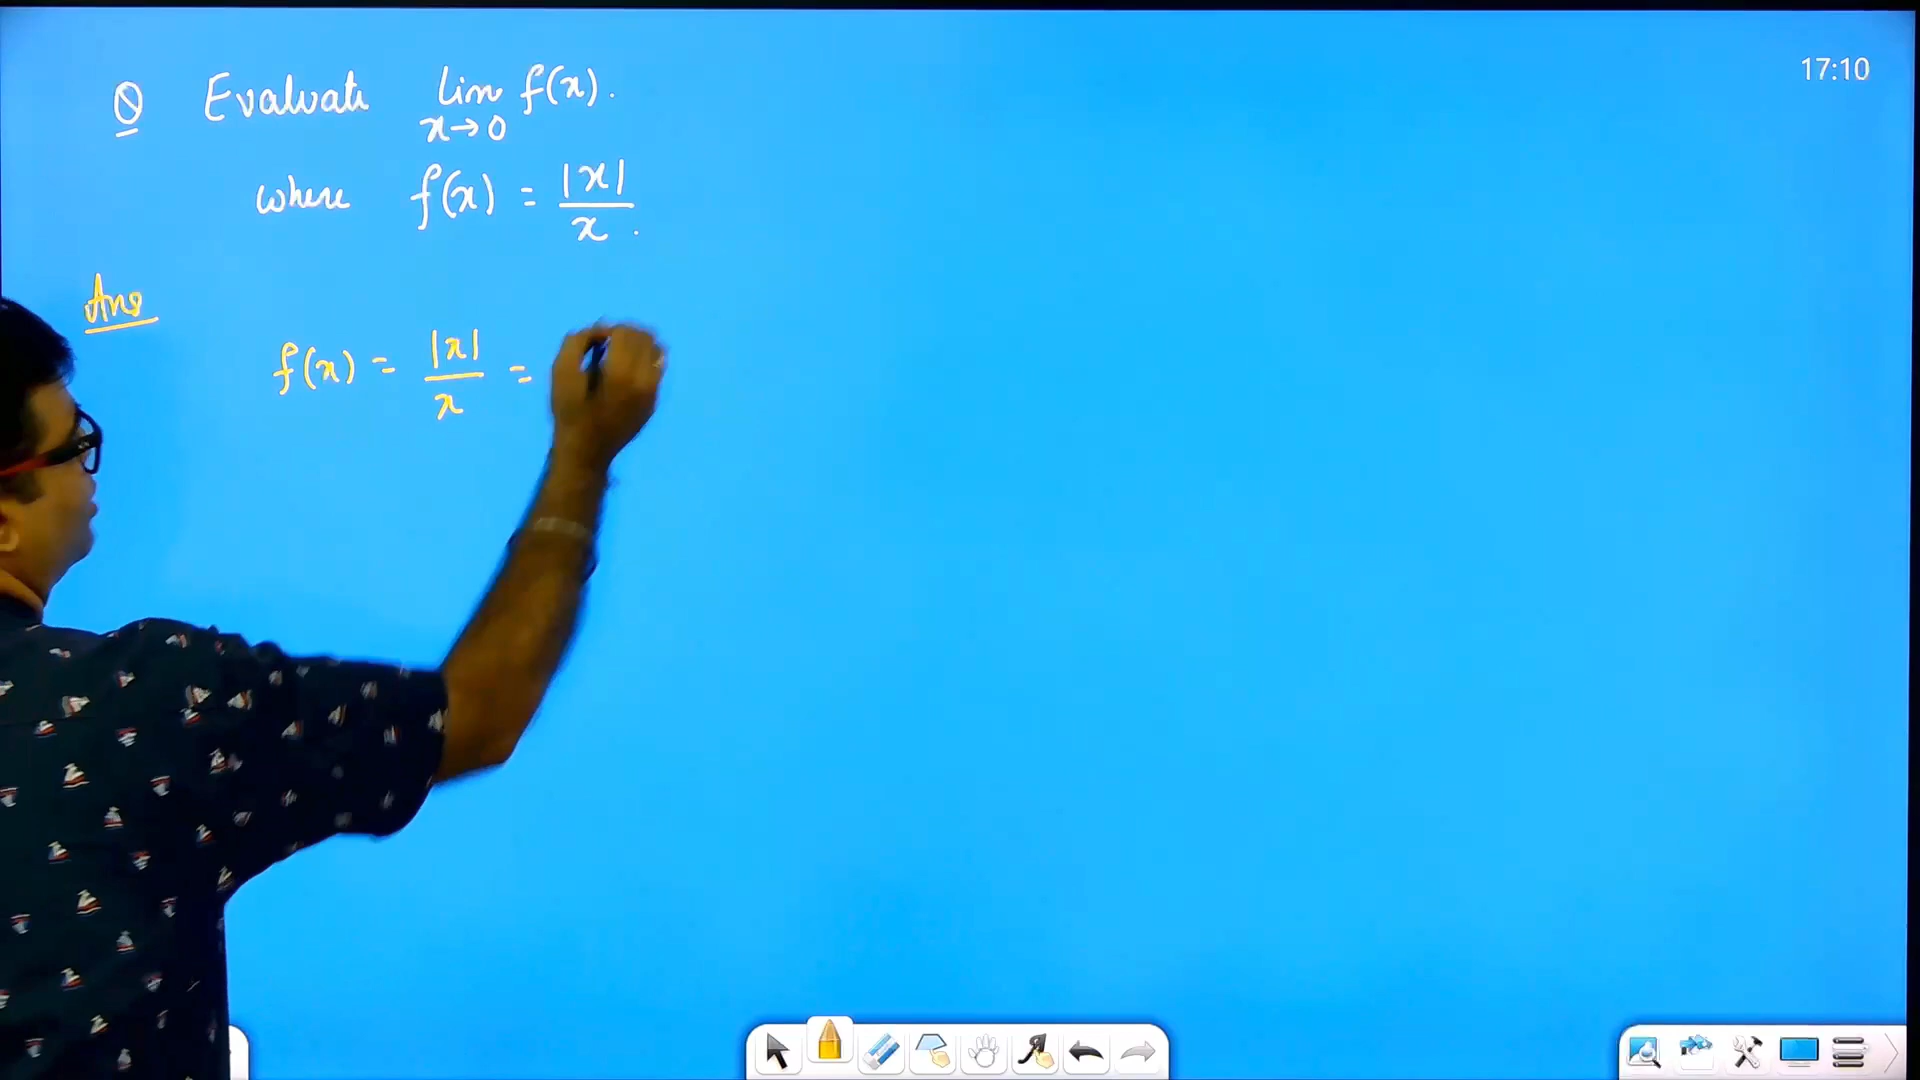 17:10
Q Evaluate lim f(x).
x→0
where f(x) = |x|/x.
Ans
f(x) = |x|/x =